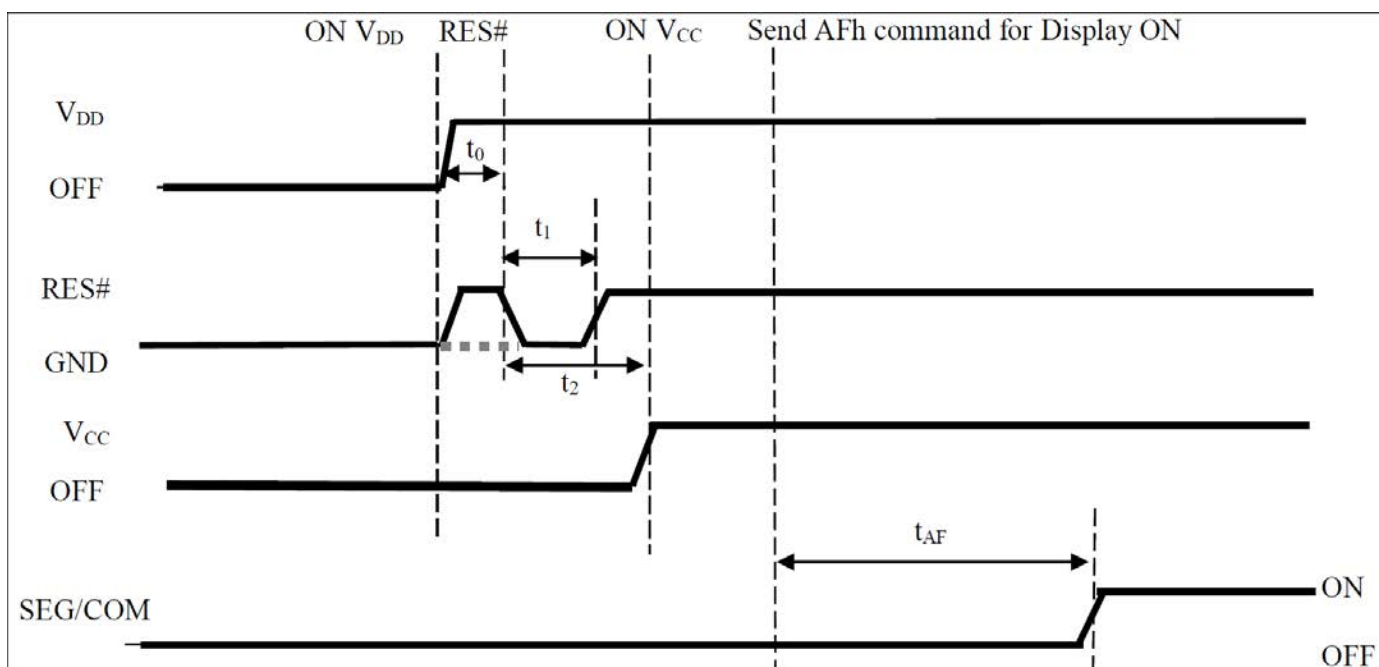 ON VDD RES# ON VCC Send AFh command for Display ON
VDD
t0
OFF
t1
RES#
GND
t2
VCC
OFF
tAF
ON
SEG/COM
OFF